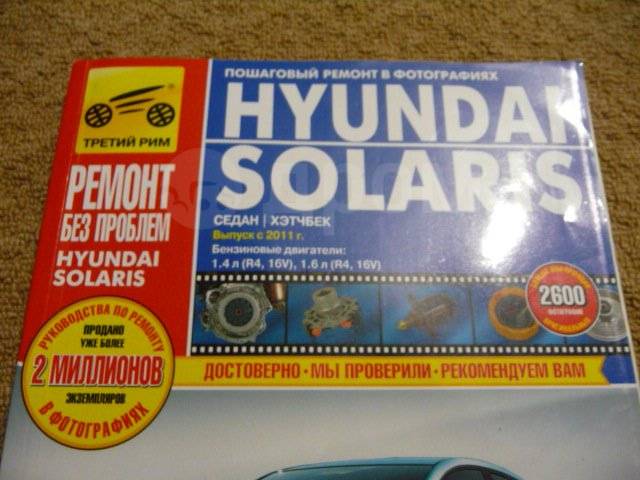 ПОШАГОВЫЙ РЕМОНТ В ФОТОГРАФИЯХ
HYUNDAI
SOLARIS
СЕДАН | ХЭТЧБЕК
Выпуск с 2011 г.
Бензиновые двигатели:
1.4 л (R4, 16V), 1.6 л (R4, 16V)
ТРЕТИЙ РИМ
РЕМОНТ
БЕЗ ПРОБЛЕМ
HYUNDAI
SOLARIS
2600
РУКОВОДСТВА ПО РЕМОНТУ
ПРОДАНО
УЖЕ БОЛЕЕ
2 МИЛЛИОНОВ
ЭКЗЕМПЛЯРОВ
В ФОТОГРАФИЯХ
ДОСТОВЕРНО • МЫ ПРОВЕРИЛИ • РЕКОМЕНДУЕМ ВАМ